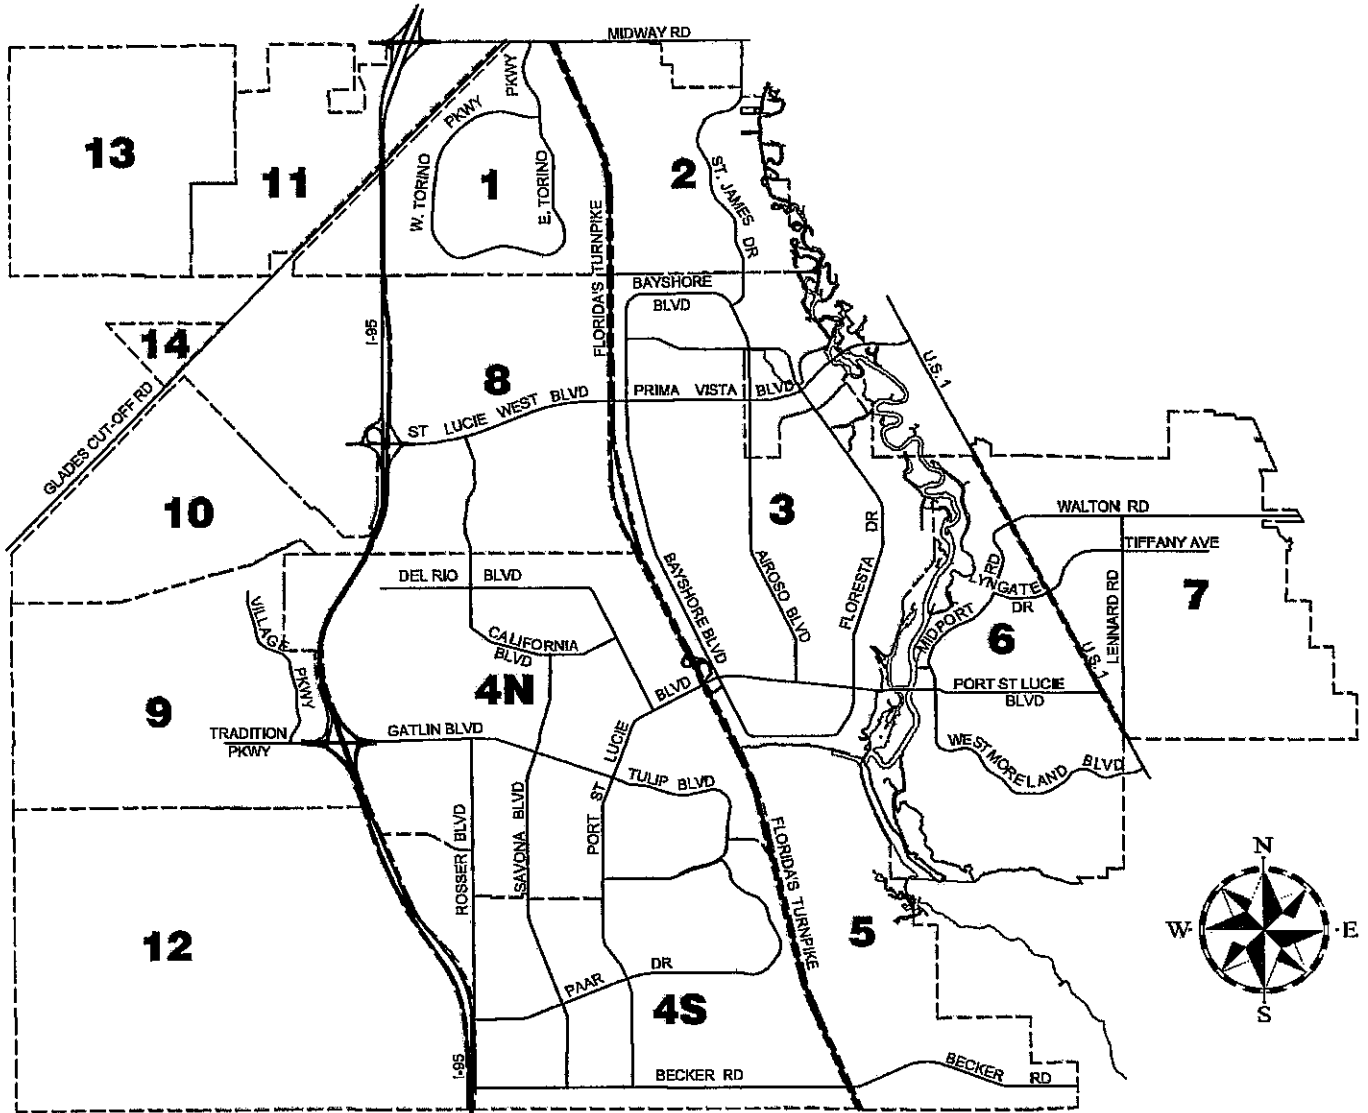 MIDWAY RD
PKWY
PKWY
13
11
1
2
W. TORINO
E. TORINO
ST. JAMES DR
FLORIDA'S TURNPIKE
BAYSHORE
BLVD
14
I-95
U.S. 1
8
PRIMA VISTA BLVD
ST LUCIE WEST BLVD
GLADES CUT-OFF RD
10
3
WALTON RD
TIFFANY AVE
DEL RIO BLVD
BAYSHORE BLVD
AIROSO BLVD
FLORESTA DR
LYNGATE
DR
MIDPORT RD
LENNARD RD
7
6
VILLAGE
PKWY
CALIFORNIA
BLVD
U.S. 1
4N
9
PORT ST LUCIE
BLVD
TRADITION
PKWY
GATLIN BLVD
PORT ST LUCIE BLVD
WESTMORELAND BLVD
TULIP BLVD
ROSSER BLVD
SAVONA BLVD
FLORIDA'S TURNPIKE
N
W
E
S
12
5
PAAR DR
4S
I-95
BECKER RD
BECKER RD